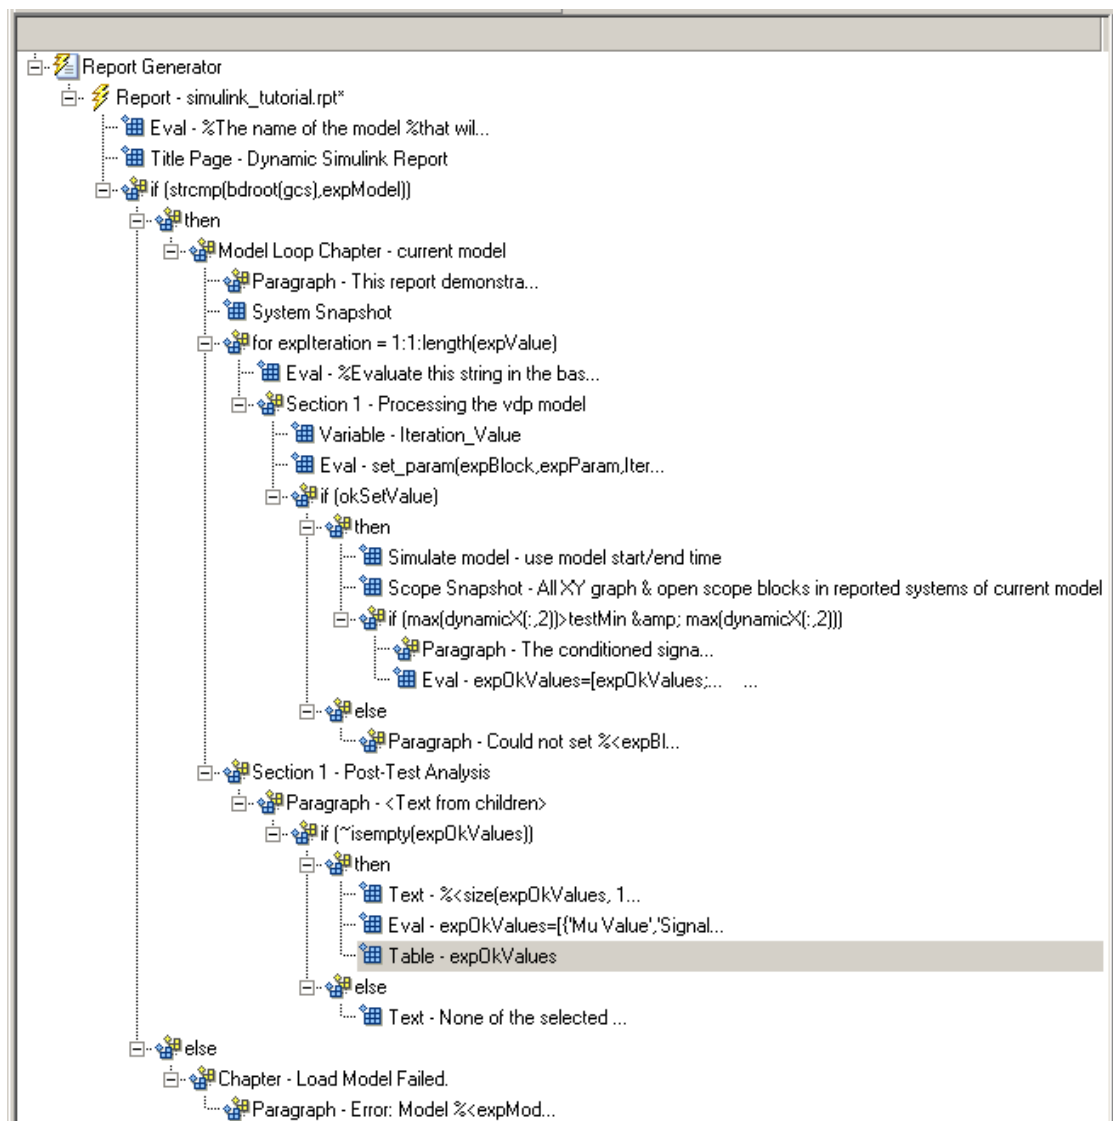 Report Generator
Report - simulink_tutorial.rpt*
Eval - %The name of the model %that wil...
Title Page - Dynamic Simulink Report
if (strcmp(bdroot(gcs),expModel))
then
Model Loop Chapter - current model
Paragraph - This report demonstra...
System Snapshot
for expIteration = 1:1:length(expValue)
Eval - %Evaluate this string in the bas...
Section 1 - Processing the vdp model
Variable - Iteration_Value
Eval - set_param(expBlock,expParam,Iter...
if (okSetValue)
then
Simulate model - use model start/end time
Scope Snapshot - All XY graph & open scope blocks in reported systems of current model
if (max(dynamicX(:,2))>testMin &amp; max(dynamicX(:,2)))
Paragraph - The conditioned signa...
Eval - expOkValues=[expOkValues;... ...
else
Paragraph - Could not set %<expBl...
Section 1 - Post-Test Analysis
Paragraph - <Text from children>
if (~isempty(expOkValues))
then
Text - %<size(expOkValues, 1...
Eval - expOkValues=[{'Mu Value','Signal...
Table - expOkValues
else
Text - None of the selected ...
else
Chapter - Load Model Failed.
Paragraph - Error: Model %<expMod...